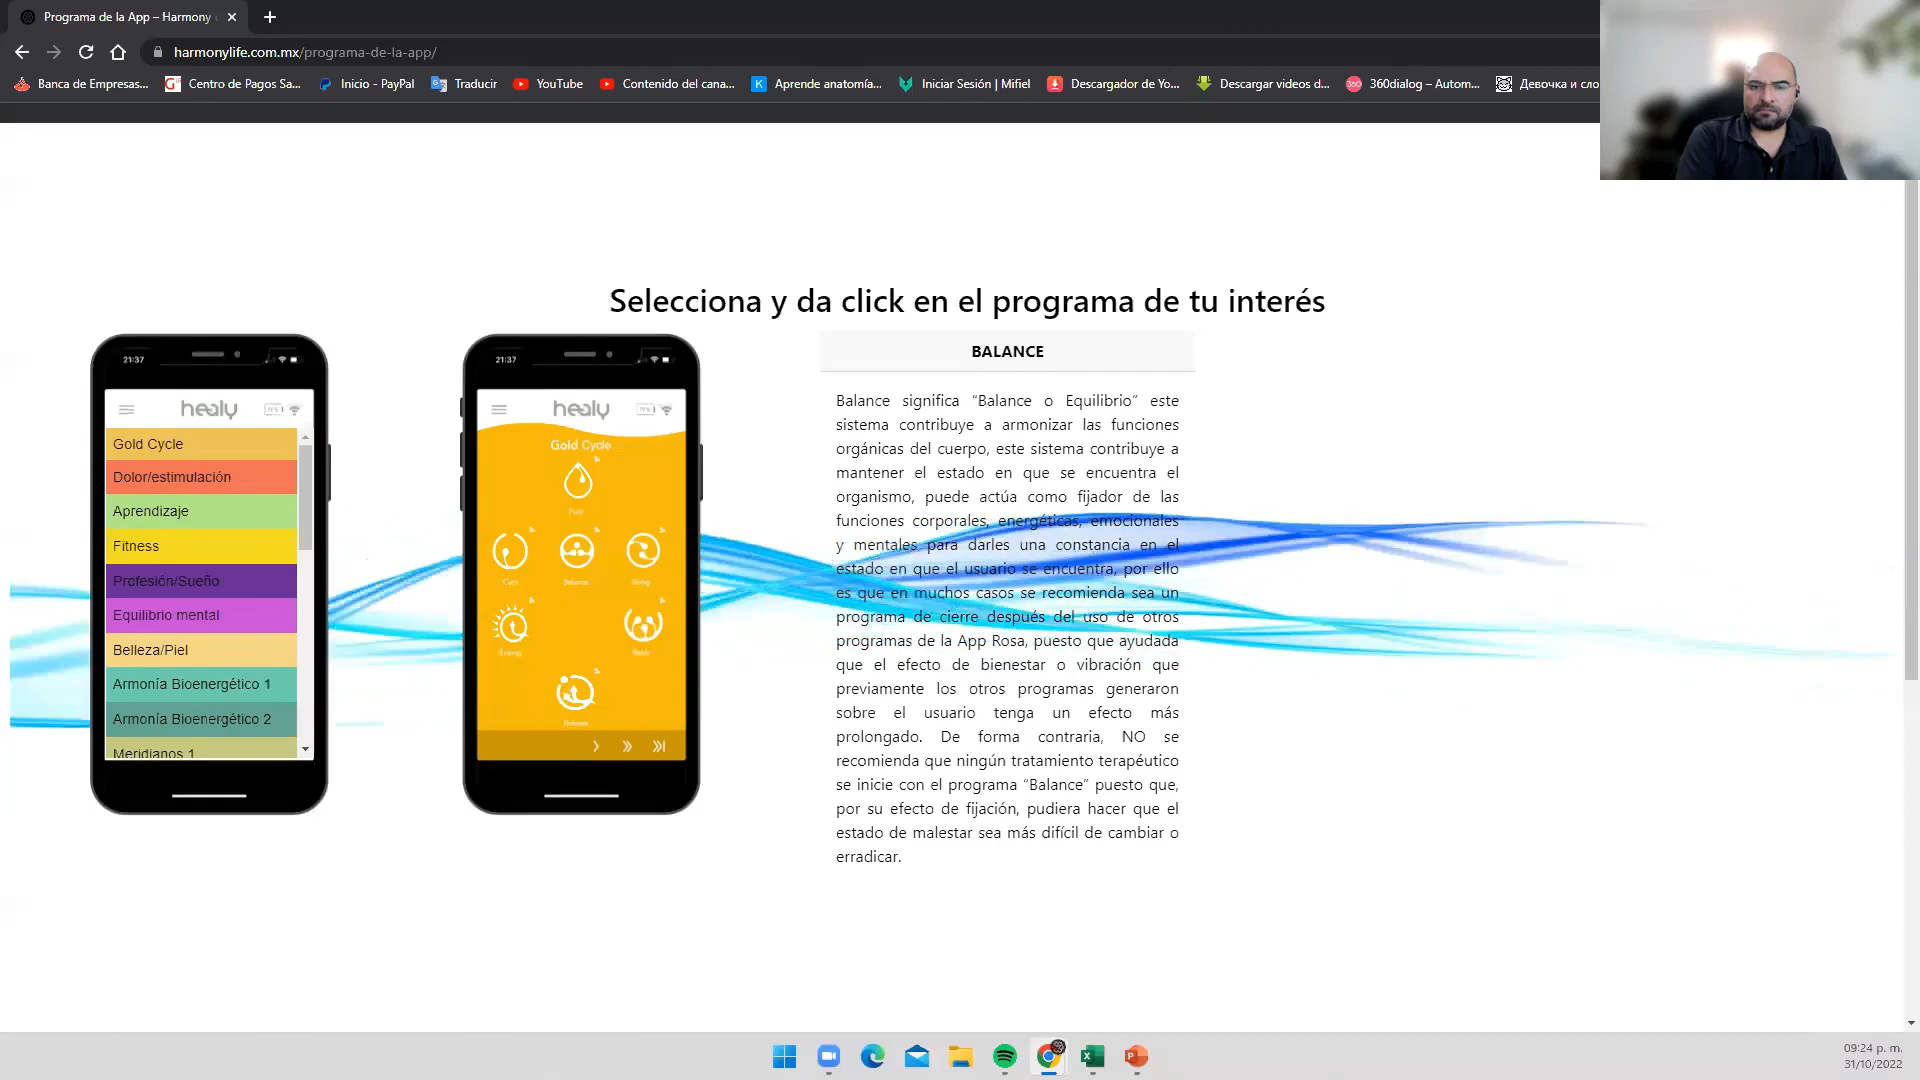 Programa de la App – Harmony
harmonylife.com.mx/programa-de-la-app/
Banca de Empresas... Centro de Pagos Sa... Inicio - PayPal Traducir YouTube Contenido del cana... Aprende anatomía... Iniciar Sesión | Mifiel Descargador de Yo... Descargar videos d... 360dialog – Autom... Девочка и сло
Selecciona y da click en el programa de tu interés
21:37
healy
Gold Cycle
Dolor/estimulación
Aprendizaje
Fitness
Profesión/Sueño
Equilibrio mental
Belleza/Piel
Armonía Bioenergético 1
Armonía Bioenergético 2
Meridianos 1
21:37
healy
Gold Cycle
Pure
Care Balance Being
Energy Relax
Release
BALANCE
Balance significa “Balance o Equilibrio” este
sistema contribuye a armonizar las funciones
orgánicas del cuerpo, este sistema contribuye a
mantener el estado en que se encuentra el
organismo, puede actúa como fijador de las
funciones corporales, energéticas, emocionales
y mentales para darles una constancia en el
estado en que el usuario se encuentra, por ello
es que en muchos casos se recomienda sea un
programa de cierre después del uso de otros
programas de la App Rosa, puesto que ayudada
que el efecto de bienestar o vibración que
previamente los otros programas generaron
sobre el usuario tenga un efecto más
prolongado. De forma contraria, NO se
recomienda que ningún tratamiento terapéutico
se inicie con el programa “Balance” puesto que,
por su efecto de fijación, pudiera hacer que el
estado de malestar sea más difícil de cambiar o
erradicar.
09:24 p. m.
31/10/2022